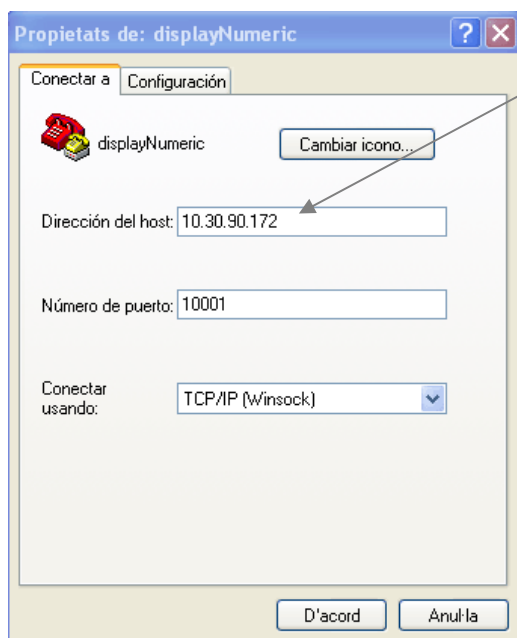 Propietats de: displayNumeric
Conectar a Configuración
displayNumeric Cambiar icono...
Dirección del host: 10.30.90.172
Número de puerto: 10001
Conectar
usando: TCP/IP (Winsock)
D'acord Anul·la